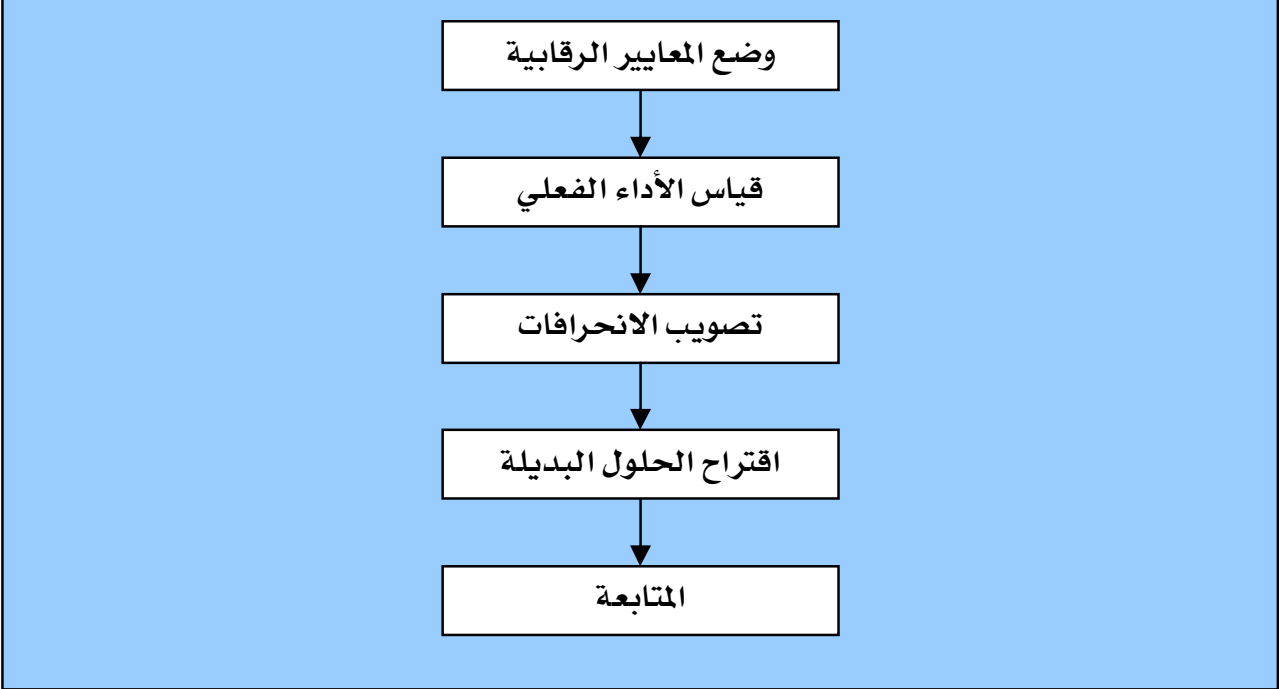 وضع المعايير الرقابية
قياس الأداء الفعلي
تصويب الانحرافات
اقتراح الحلول البديلة
المتابعة